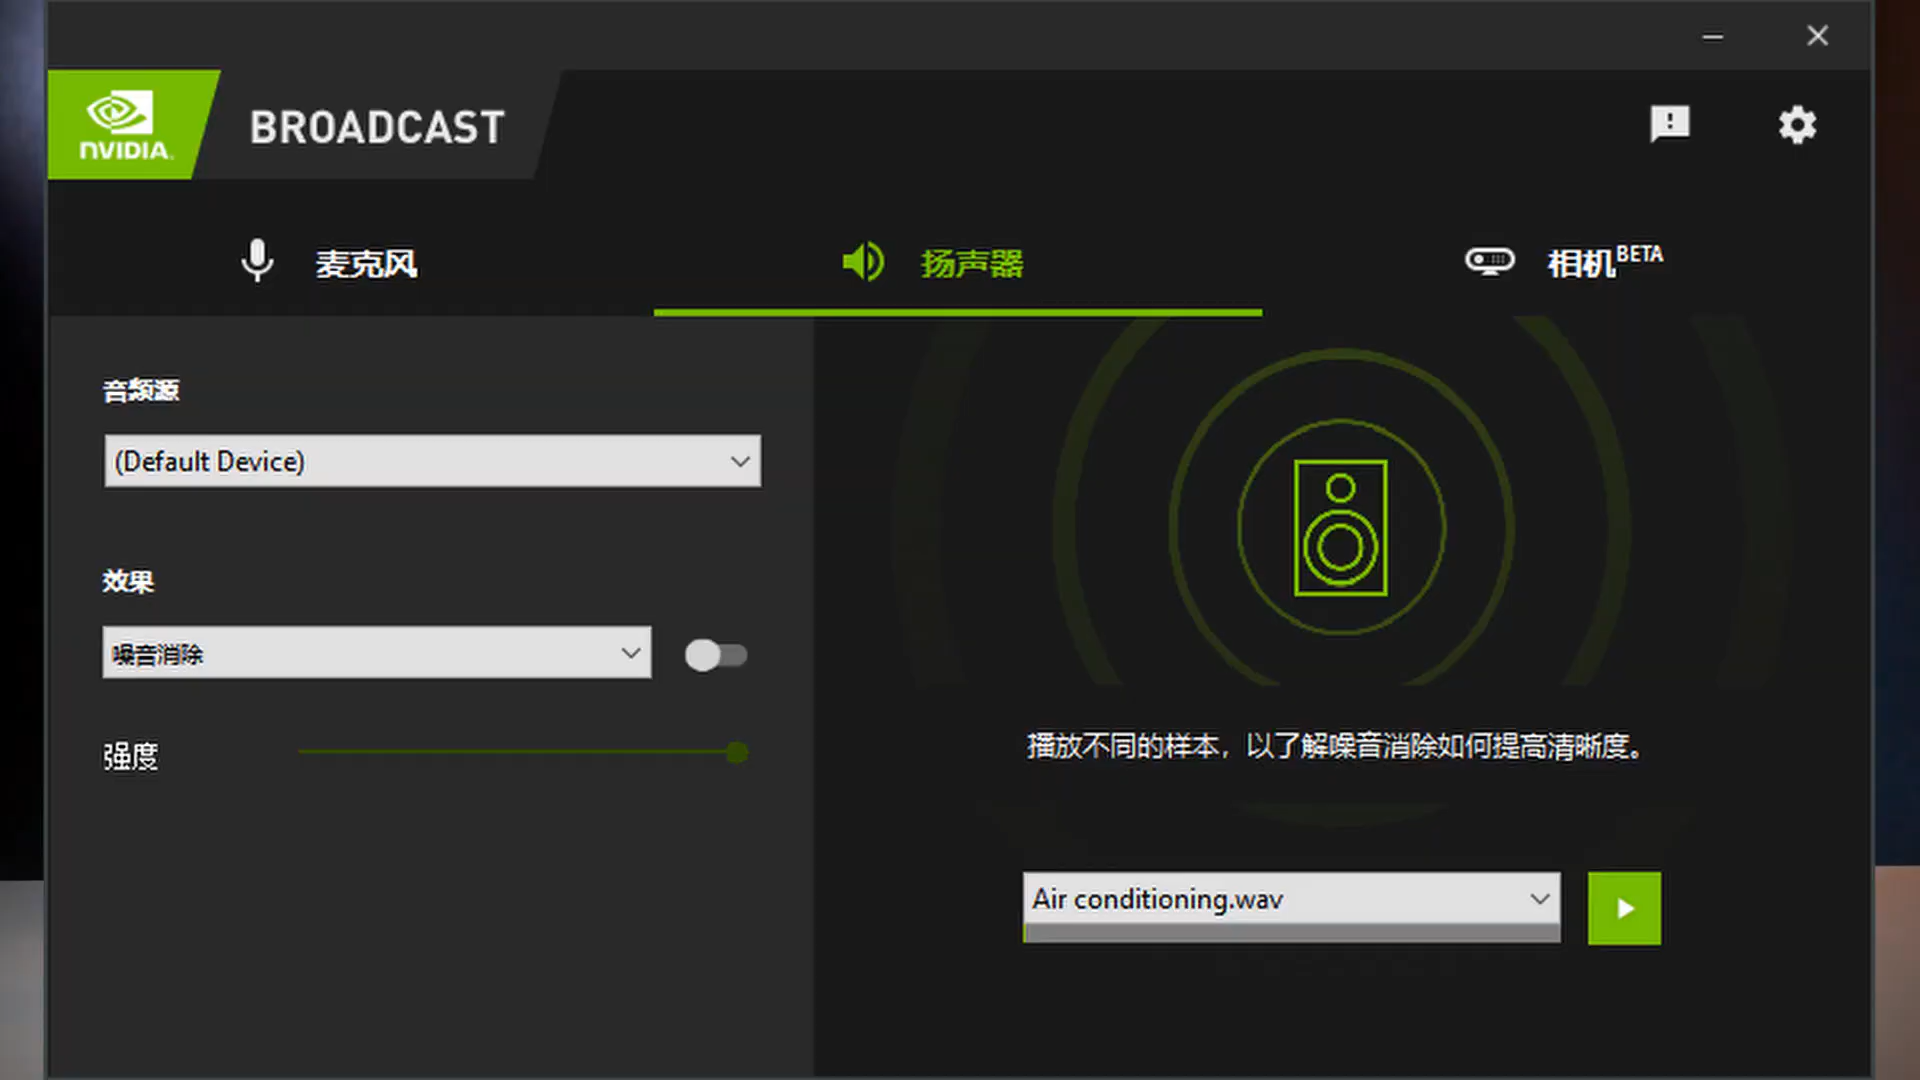 NVIDIA.
BROADCAST
麦克风
扬声器
相机BETA
音频源
(Default Device)
效果
噪音消除
强度
播放不同的样本，以了解噪音消除如何提高清晰度。
Air conditioning.wav